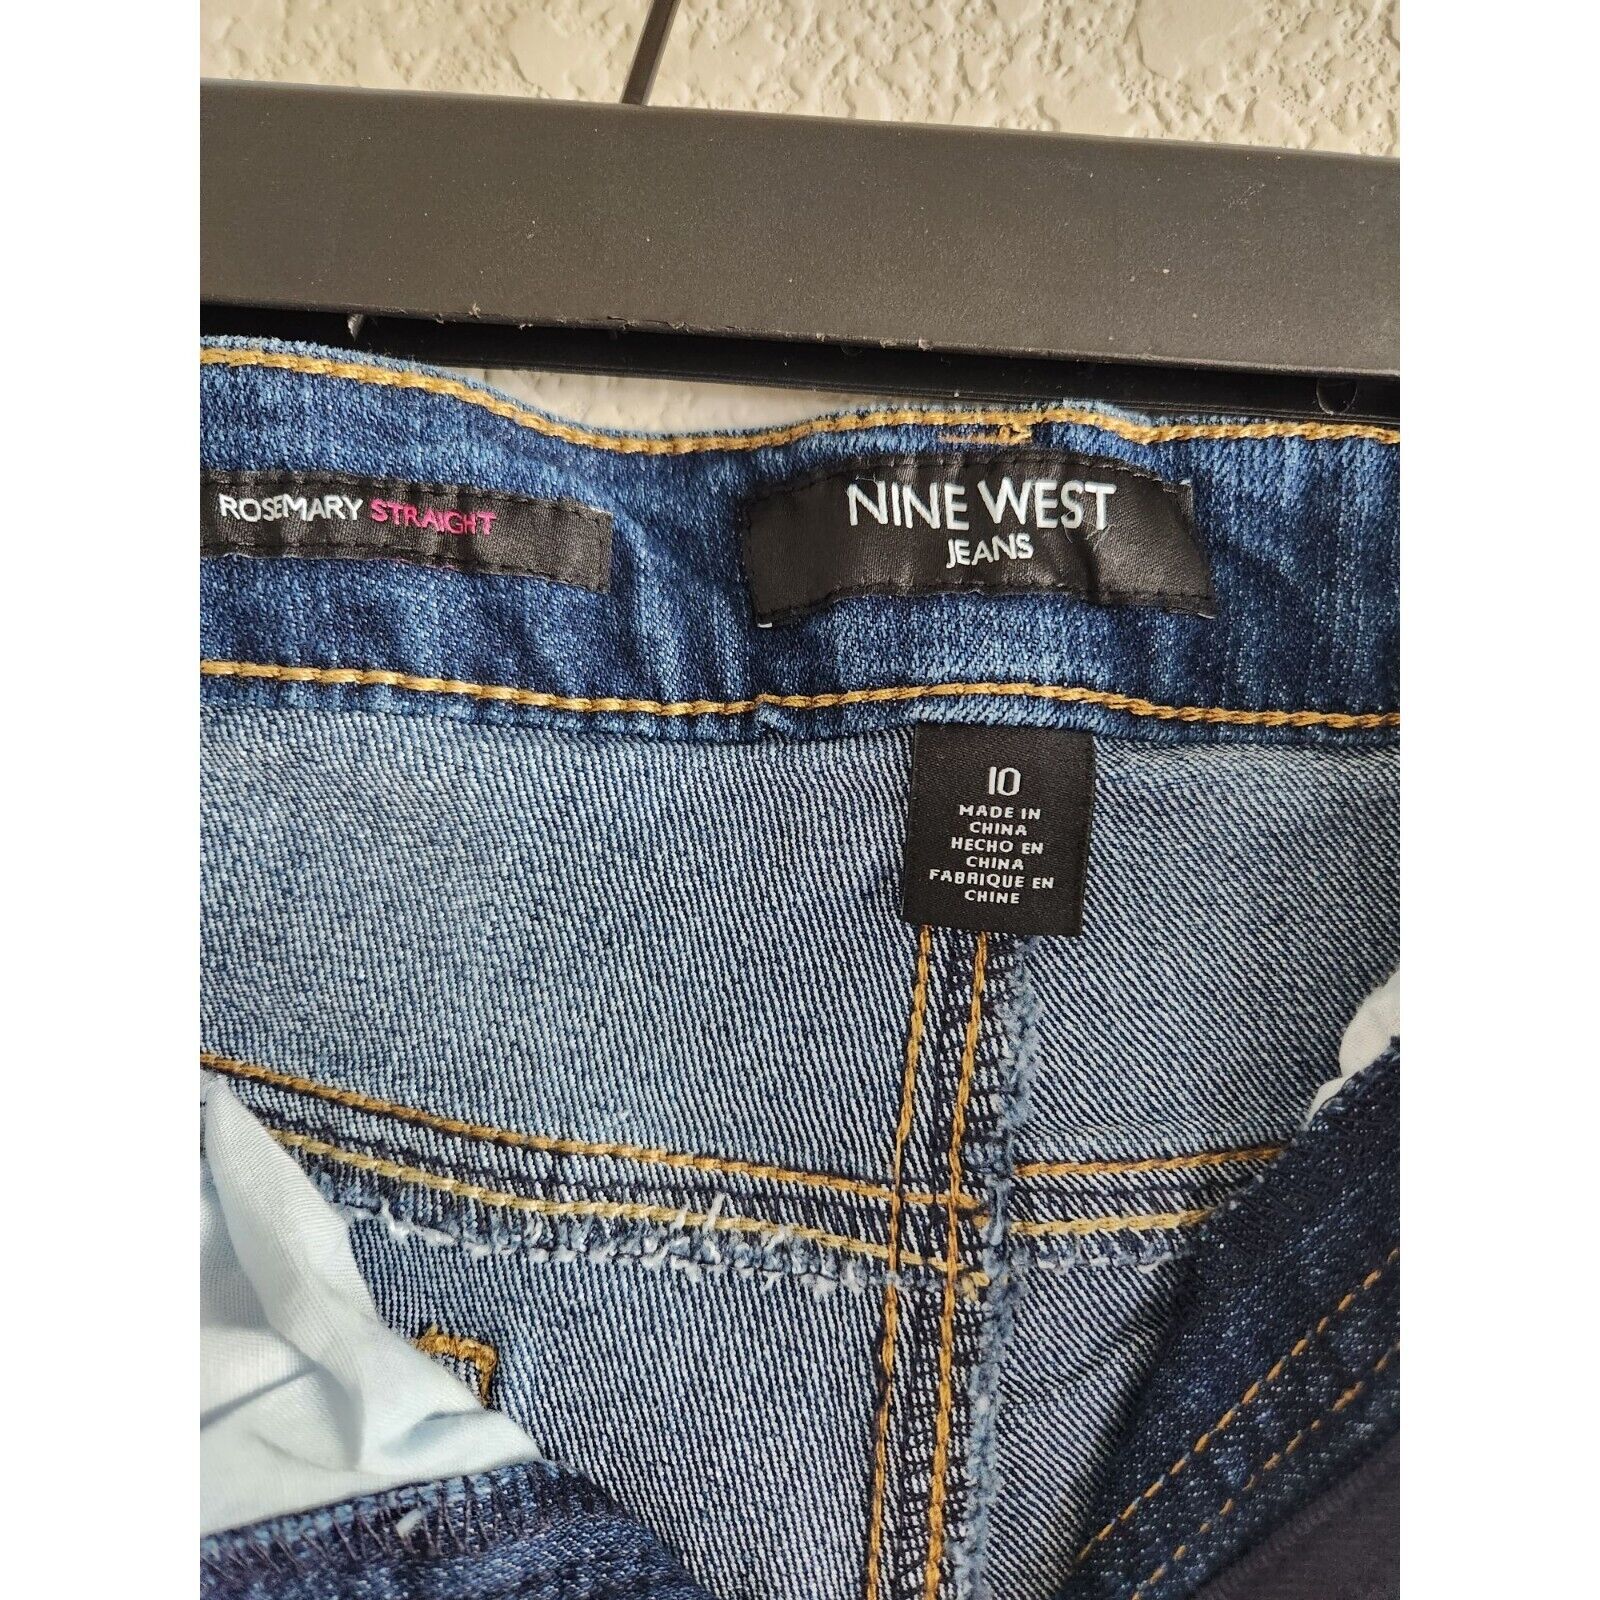 ROSEMARY STRAIGHT
NINE WEST
JEANS
10
MADE IN
CHINA
HECHO EN
CHINA
FABRIQUE EN
CHINE